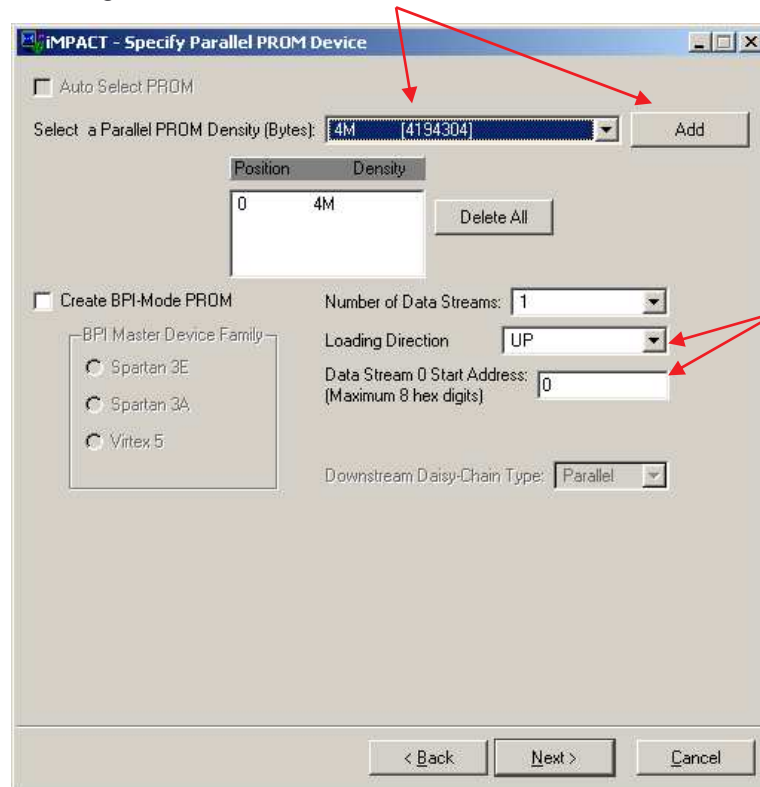 iMPACT - Specify Parallel PROM Device
Auto Select PROM
Select a Parallel PROM Density (Bytes): 4M [4194304] Add
Position Density
0 4M
Delete All
Create BPI-Mode PROM
Number of Data Streams: 1
BPI Master Device Family
Loading Direction UP
Spartan 3E
Data Stream 0 Start Address: 0
(Maximum 8 hex digits)
Spartan 3A
Virtex 5
Downstream Daisy-Chain Type: Parallel
< Back Next > Cancel